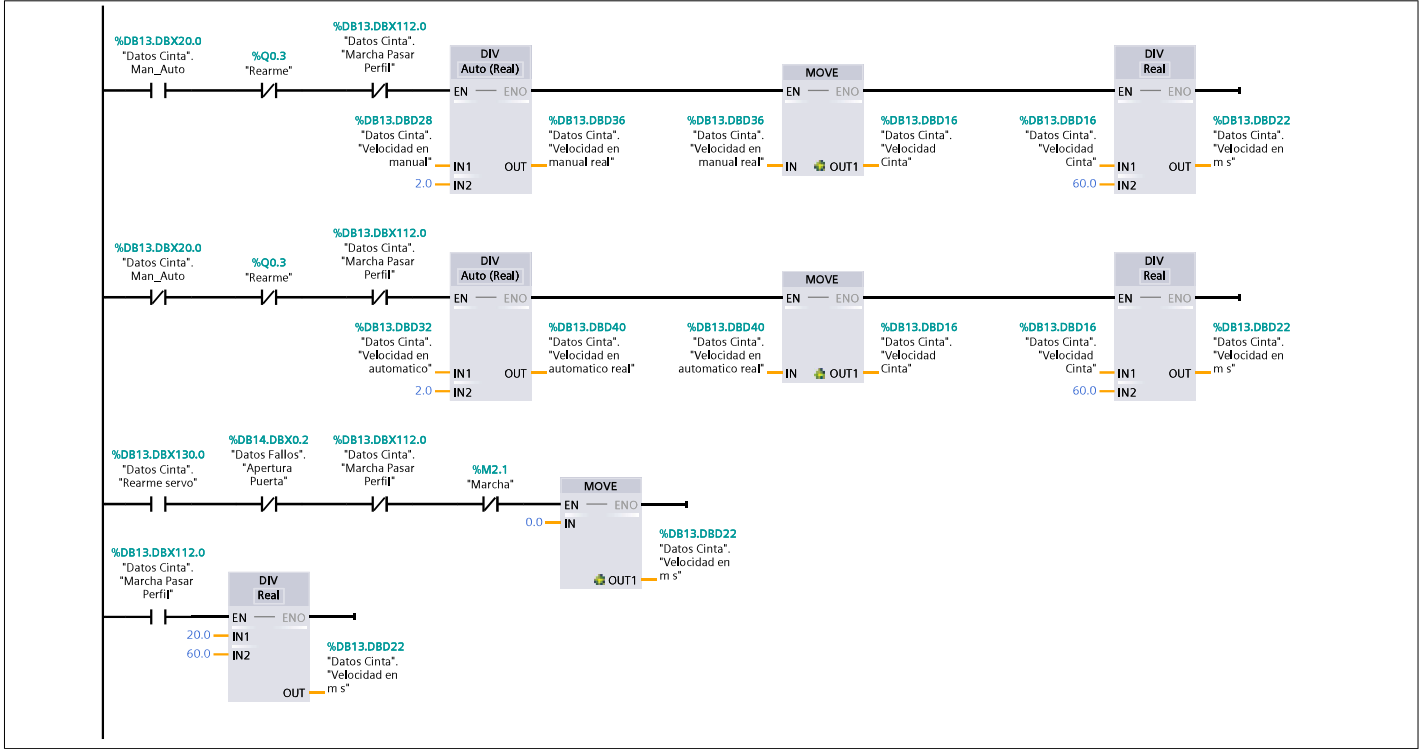 %DB13.DBX20.0
"Datos Cinta".
Man_Auto
%Q0.3
"Rearme"
%DB13.DBX112.0
"Datos Cinta".
"Marcha Pasar
Perfil"
DIV
Auto (Real)
EN
ENO
%DB13.DBD28
"Datos Cinta".
"Velocidad en
manual"
IN1
2.0
IN2
OUT
%DB13.DBD36
"Datos Cinta".
"Velocidad en
manual real"
MOVE
EN
ENO
%DB13.DBD36
"Datos Cinta".
"Velocidad en
manual real"
IN
OUT1
%DB13.DBD16
"Datos Cinta".
"Velocidad
Cinta"
DIV
Real
EN
ENO
%DB13.DBD16
"Datos Cinta".
"Velocidad
Cinta"
IN1
60.0
IN2
OUT
%DB13.DBD22
"Datos Cinta".
"Velocidad en
m s"
%DB13.DBX20.0
"Datos Cinta".
Man_Auto
%Q0.3
"Rearme"
%DB13.DBX112.0
"Datos Cinta".
"Marcha Pasar
Perfil"
DIV
Auto (Real)
EN
ENO
%DB13.DBD32
"Datos Cinta".
"Velocidad en
automatico"
IN1
2.0
IN2
OUT
%DB13.DBD40
"Datos Cinta".
"Velocidad en
automatico real"
MOVE
EN
ENO
%DB13.DBD40
"Datos Cinta".
"Velocidad en
automatico real"
IN
OUT1
%DB13.DBD16
"Datos Cinta".
"Velocidad
Cinta"
DIV
Real
EN
ENO
%DB13.DBD16
"Datos Cinta".
"Velocidad
Cinta"
IN1
60.0
IN2
OUT
%DB13.DBD22
"Datos Cinta".
"Velocidad en
m s"
%DB13.DBX130.0
"Datos Cinta".
"Rearme servo"
%DB14.DBX0.2
"Datos Fallos".
"Apertura
Puerta"
%DB13.DBX112.0
"Datos Cinta".
"Marcha Pasar
Perfil"
%M2.1
"Marcha"
MOVE
EN
ENO
0.0
IN
OUT1
%DB13.DBD22
"Datos Cinta".
"Velocidad en
m s"
%DB13.DBX112.0
"Datos Cinta".
"Marcha Pasar
Perfil"
DIV
Real
EN
ENO
20.0
IN1
60.0
IN2
OUT
%DB13.DBD22
"Datos Cinta".
"Velocidad en
m s"